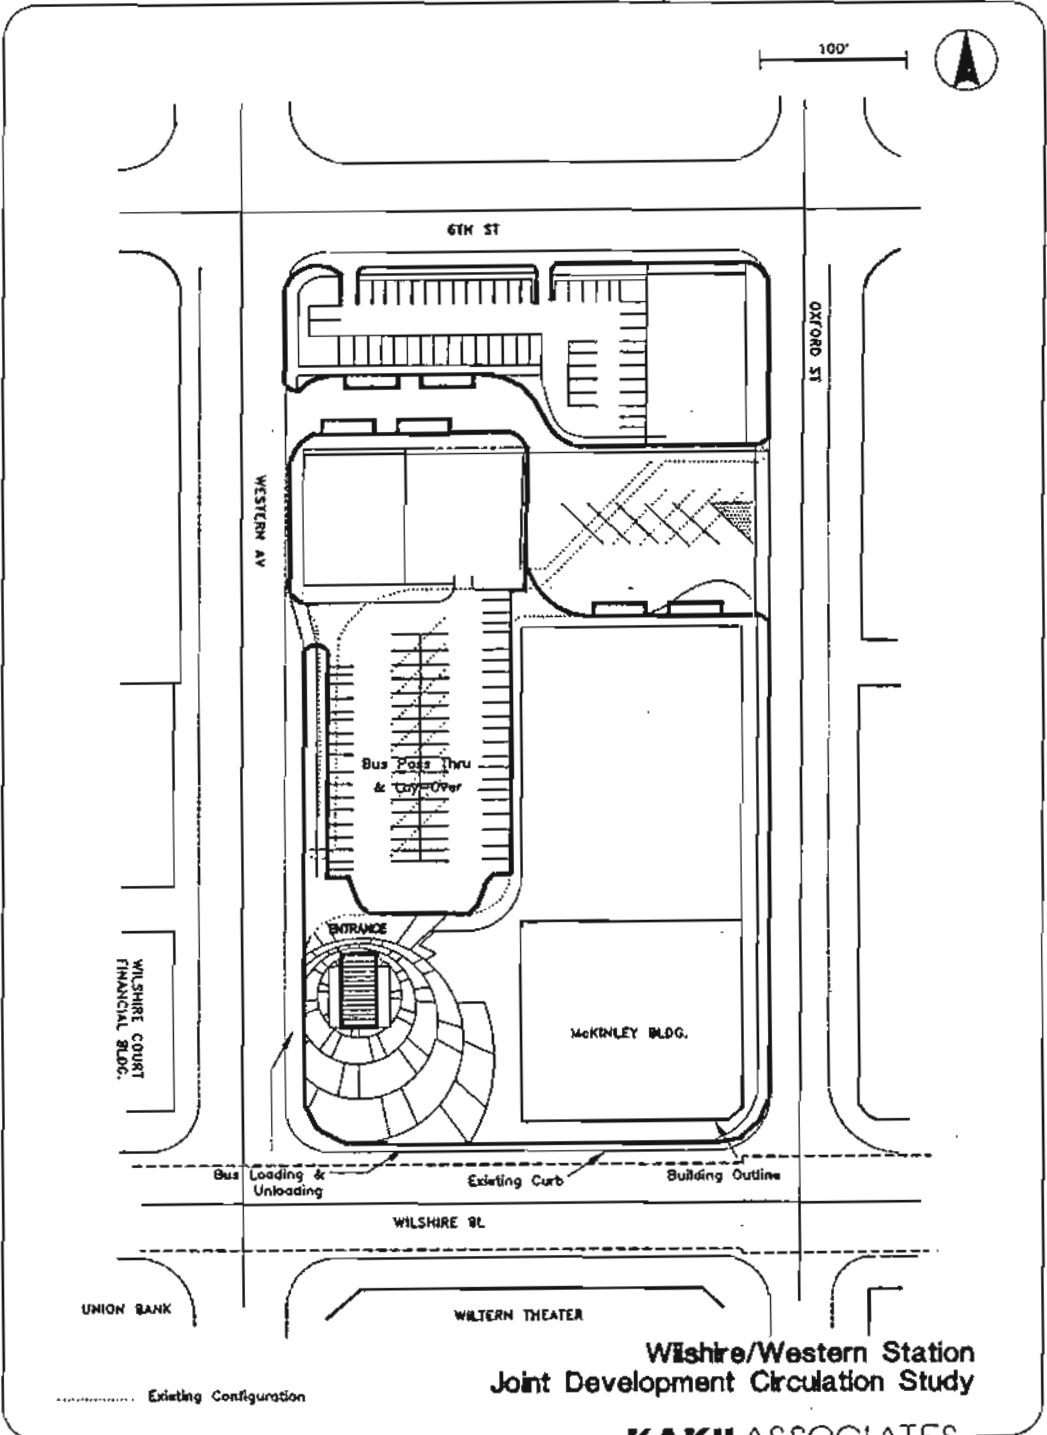 100'
6TH ST
OXFORD ST
WESTERN AV
Bus Pass Thru
& Lay-Over
ENTRANCE
WILSHIRE COURT
FINANCIAL BLDG.
McKINLEY BLDG.
Bus Loading &
Unloading
Existing Curb
Building Outline
WILSHIRE BL
UNION BANK
WILTERN THEATER
Wilshire/Western Station
Joint Development Circulation Study
Existing Configuration
ASSOCIATES